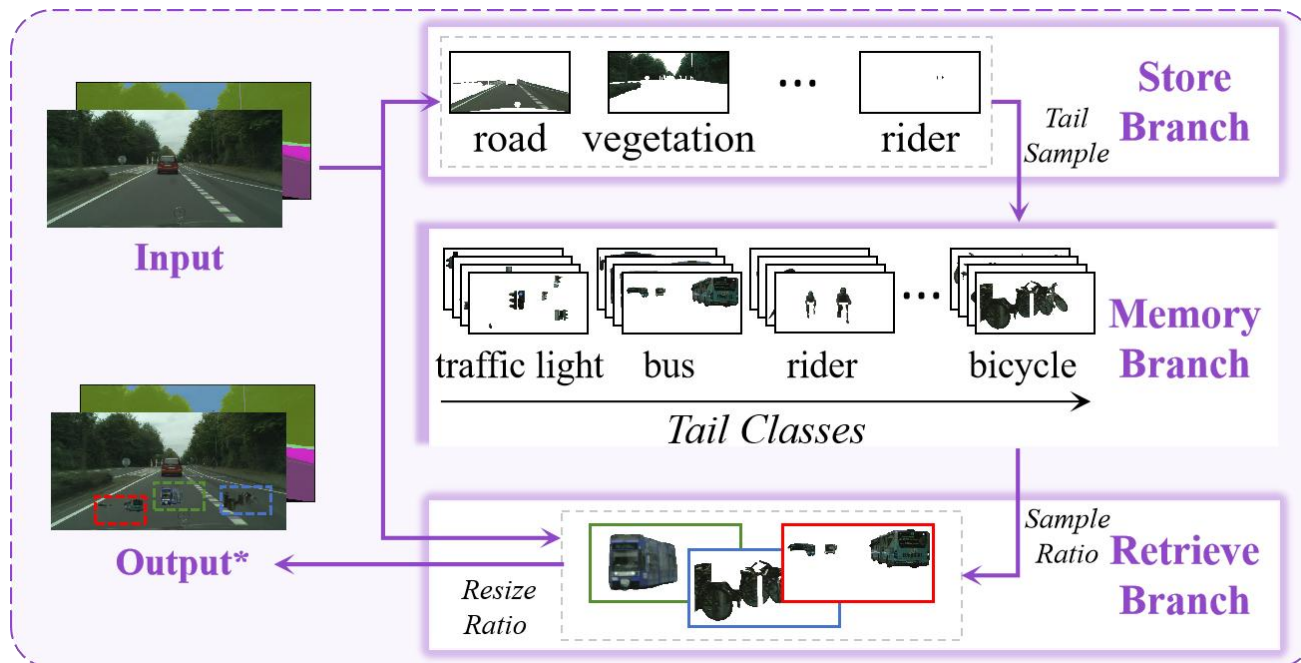 road
vegetation
...
rider
Store
Branch
Tail
Sample
Input
traffic light
bus
rider
...
bicycle
Memory
Branch
Tail Classes
Output*
Resize
Ratio
Sample
Ratio
Retrieve
Branch